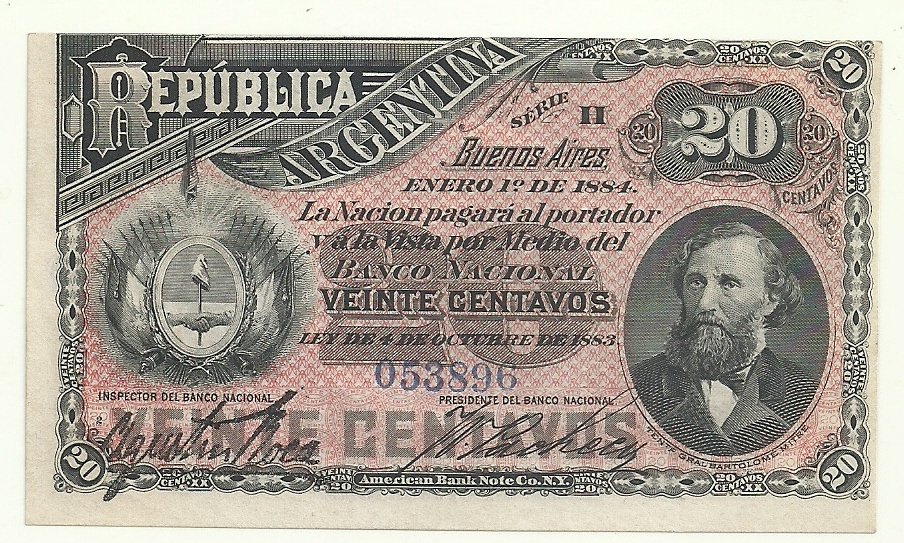 REPÚBLICA
ARGENTINA
SÉRIE H
20
20
20
CENTAVOS
Buenos Aires,
ENERO 1º DE 1884.
La Nacion pagará al portador
y a la Vista por Medio del
BANCO NACIONAL
VEINTE CENTAVOS
LEY DE 4 DE OCTUBRE DE 1883
053896
INSPECTOR DEL BANCO NACIONAL
PRESIDENTE DEL BANCO NACIONAL
VEINTE CENTAVOS
20
20
20
American Bank Note Co. N.Y.